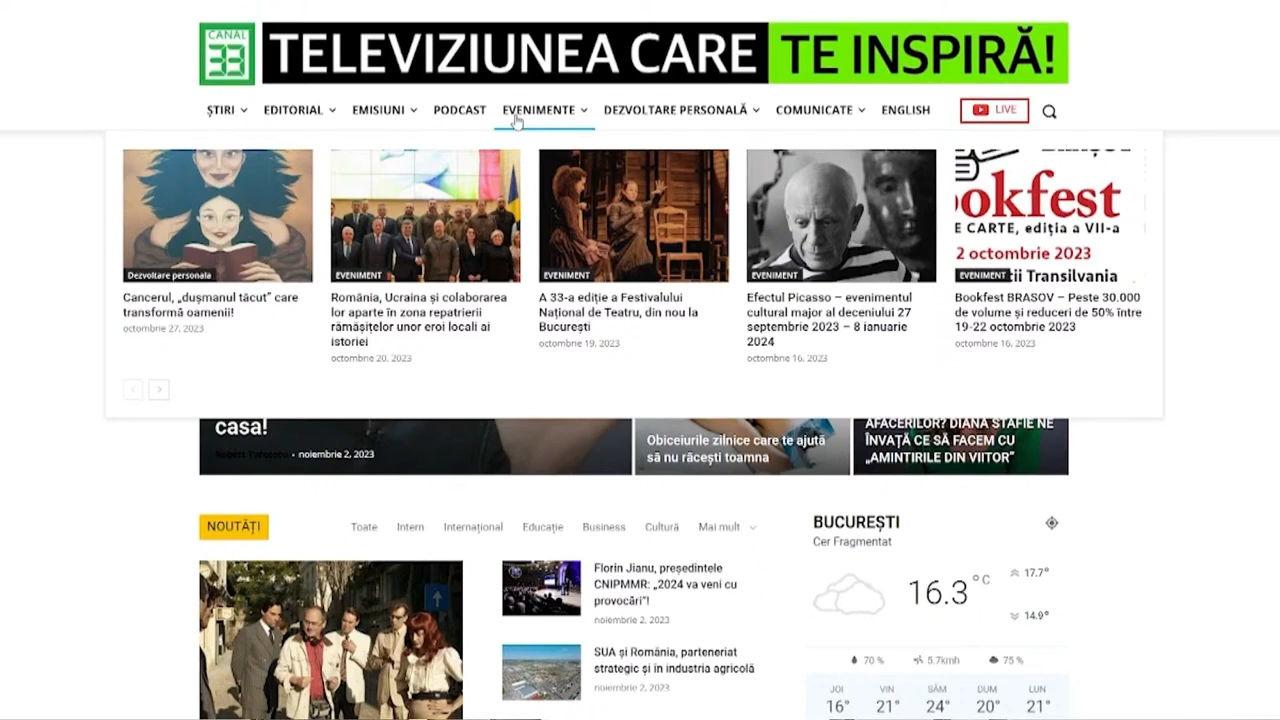 CANAL
33
TELEVIZIUNEA CARE TE INSPIRĂ!
ȘTIRI EDITORIAL EMISIUNI PODCAST EVENIMENTE DEZVOLTARE PERSONALĂ COMUNICATE ENGLISH LIVE
Dezvoltare personala
Cancerul, „dușmanul tăcut” care
transformă oamenii!
octombrie 27, 2023
EVENIMENT
România, Ucraina și colaborarea
lor aparte în zona repatrierii
rămășițelor unor eroi locali ai
istoriei
octombrie 20, 2023
EVENIMENT
A 33-a ediție a Festivalului
Național de Teatru, din nou la
București
octombrie 19, 2023
EVENIMENT
Efectul Picasso – evenimentul
cultural major al deceniului 27
septembrie 2023 – 8 ianuarie
2024
octombrie 16, 2023
ookfest
E CARTE, ediția a VII-a
2 octombrie 2023
EVENIMENT
ții Transilvania
Bookfest BRASOV – Peste 30.000
de volume și reduceri de 50% între
19-22 octombrie 2023
octombrie 16, 2023
casa!
noiembrie 2, 2023
Obiceiurile zilnice care te ajută
să nu răcești toamna
AFACERILOR? DIANA STAFIE NE
ÎNVAȚĂ CE SĂ FACEM CU
„AMINTIRILE DIN VIITOR”
NOUTĂȚI
Toate Intern Internațional Educație Business Cultură Mai mult
Florin Jianu, președintele
CNIPMMR: „2024 va veni cu
provocări”!
noiembrie 2, 2023
SUA și România, parteneriat
strategic și în industria agricolă
noiembrie 2, 2023
BUCUREȘTI
Cer Fragmentat
16.3 °C
17.7°
14.9°
70 % 5.7kmh 75 %
JOI VIN SÂM DUM LUN
16° 21° 24° 20° 21°